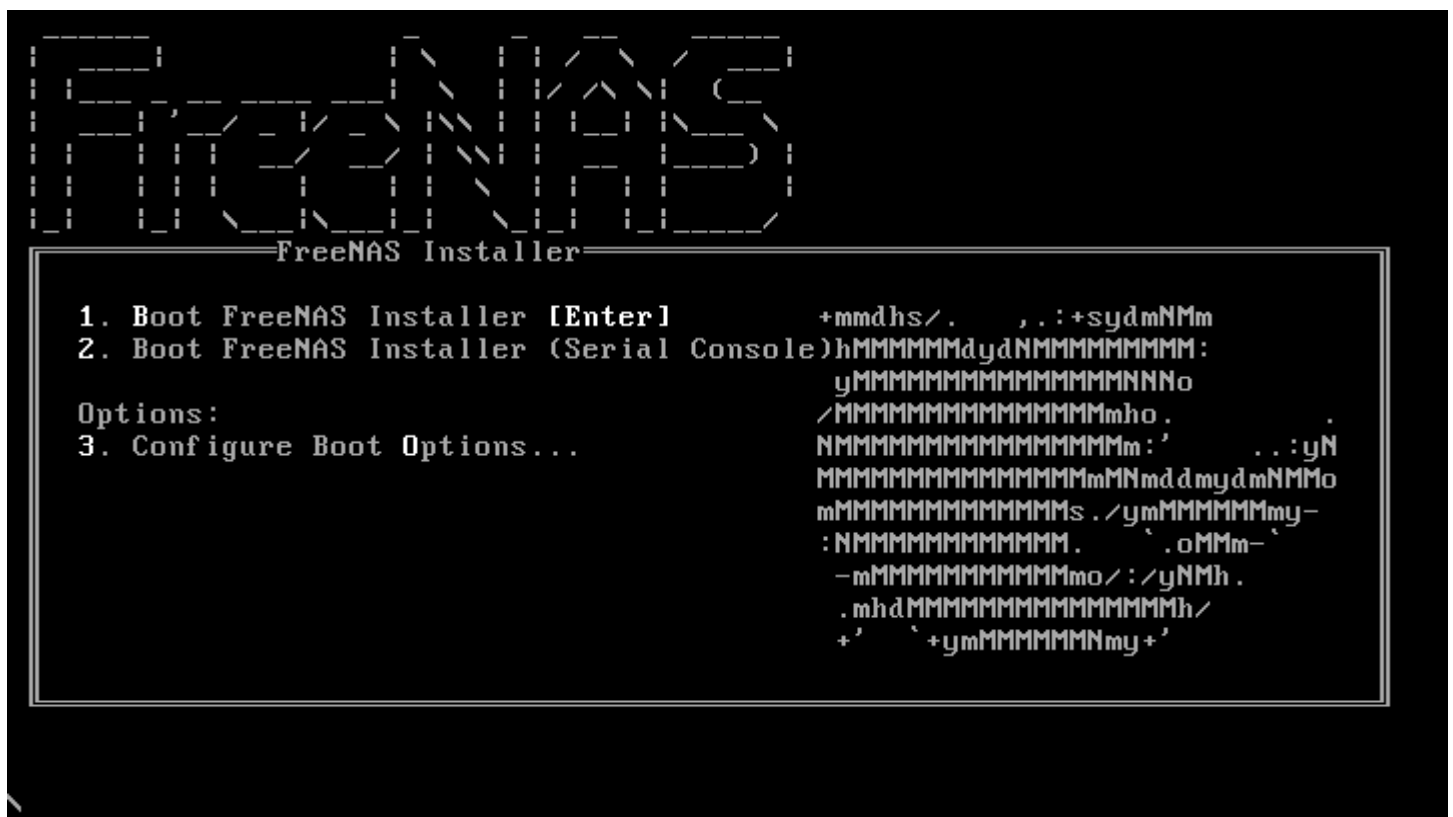 FreeNAS
FreeNAS Installer
1. Boot FreeNAS Installer [Enter]
2. Boot FreeNAS Installer (Serial Console)
Options:
3. Configure Boot Options...